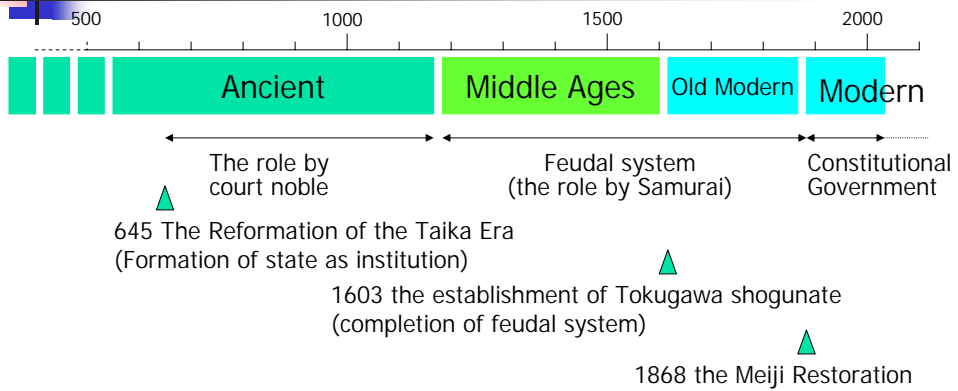 500 1000 1500 2000
Ancient Middle Ages Old Modern Modern
The role by
court noble
Feudal system
(the role by Samurai)
Constitutional
Government
645 The Reformation of the Taika Era
(Formation of state as institution)
1603 the establishment of Tokugawa shogunate
(completion of feudal system)
1868 the Meiji Restoration